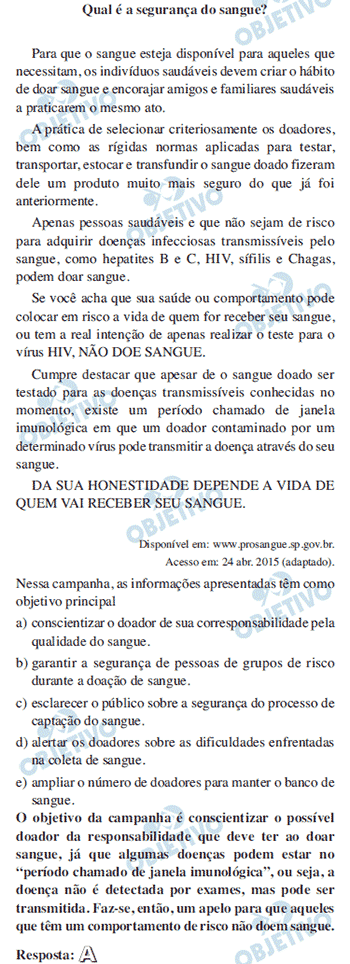 Qual é a segurança do sangue?
Para que o sangue esteja disponível para aqueles que
necessitam, os indivíduos saudáveis devem criar o hábito
de doar sangue e encorajar amigos e familiares saudáveis
a praticarem o mesmo ato.
A prática de selecionar criteriosamente os doadores,
bem como as rígidas normas aplicadas para testar,
transportar, estocar e transfundir o sangue doado fizeram
dele um produto muito mais seguro do que já foi
anteriormente.
Apenas pessoas saudáveis e que não sejam de risco
para adquirir doenças infecciosas transmissíveis pelo
sangue, como hepatites B e C, HIV, sífilis e Chagas,
podem doar sangue.
Se você acha que sua saúde ou comportamento pode
colocar em risco a vida de quem for receber seu sangue,
ou tem a real intenção de apenas realizar o teste para o
vírus HIV, NÃO DOE SANGUE.
Cumpre destacar que apesar de o sangue doado ser
testado para as doenças transmissíveis conhecidas no
momento, existe um período chamado de janela
imunológica em que um doador contaminado por um
determinado vírus pode transmitir a doença através do seu
sangue.
DA SUA HONESTIDADE DEPENDE A VIDA DE
QUEM VAI RECEBER SEU SANGUE.
Disponível em: www.prosangue.sp.gov.br.
Acesso em: 24 abr. 2015 (adaptado).
Nessa campanha, as informações apresentadas têm como
objetivo principal
a) conscientizar o doador de sua corresponsabilidade pela
qualidade do sangue.
b) garantir a segurança de pessoas de grupos de risco
durante a doação de sangue.
c) esclarecer o público sobre a segurança do processo de
captação do sangue.
d) alertar os doadores sobre as dificuldades enfrentadas
na coleta de sangue.
e) ampliar o número de doadores para manter o banco de
sangue.
O objetivo da campanha é conscientizar o possível
doador da responsabilidade que deve ter ao doar
sangue, já que algumas doenças podem estar no
“período chamado de janela imunológica”, ou seja, a
doença não é detectada por exames, mas pode ser
transmitida. Faz-se, então, um apelo para que aqueles
que têm um comportamento de risco não doem sangue.
Resposta: A
OBJETIVO
OBJETIVO
OBJETIVO
OBJETIVO
OBJETIVO
OBJETIVO
OBJETIVO
OBJETIVO
OBJETIVO
OBJETIVO